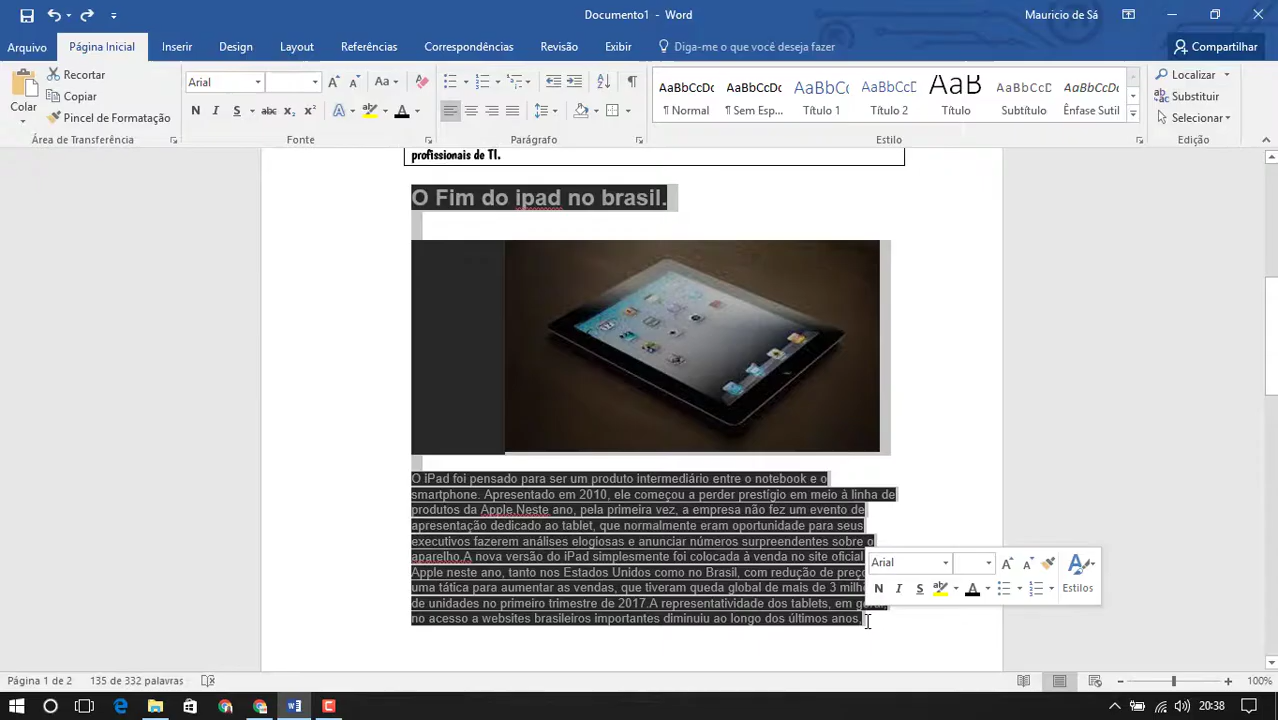 Documento1 - Word
Mauricio de Sá
Arquivo
Página Inicial
Inserir
Design
Layout
Referências
Correspondências
Revisão
Exibir
Diga-me o que você deseja fazer
Compartilhar
Colar
Recortar
Copiar
Pincel de Formatação
Área de Transferência
Arial
Aa
N I S abc x₂ x²
A
A
Fonte
Parágrafo
AaBbCcDc
¶ Normal
AaBbCcDc
¶ Sem Esp...
AaBbC
Título 1
AaBbCcD
Título 2
AaB
Título
AaBbCcD
Subtítulo
AaBbCcDc
Ênfase Sutil
Estilo
Localizar
Substituir
Selecionar
Edição
profissionais de TI.
O Fim do ipad no brasil.
O iPad foi pensado para ser um produto intermediário entre o notebook e o
smartphone. Apresentado em 2010, ele começou a perder prestígio em meio à linha de
produtos da Apple.Neste ano, pela primeira vez, a empresa não fez um evento de
apresentação dedicado ao tablet, que normalmente eram oportunidade para seus
executivos fazerem análises elogiosas e anunciar números surpreendentes sobre o
aparelho.A nova versão do iPad simplesmente foi colocada à venda no site oficial
Apple neste ano, tanto nos Estados Unidos como no Brasil, com redução de preço
uma tática para aumentar as vendas, que tiveram queda global de mais de 3 milh
de unidades no primeiro trimestre de 2017.A representatividade dos tablets, em geral,
no acesso a websites brasileiros importantes diminuiu ao longo dos últimos anos.
Arial
N I S
A
Estilos
Página 1 de 2
135 de 332 palavras
100%
20:38